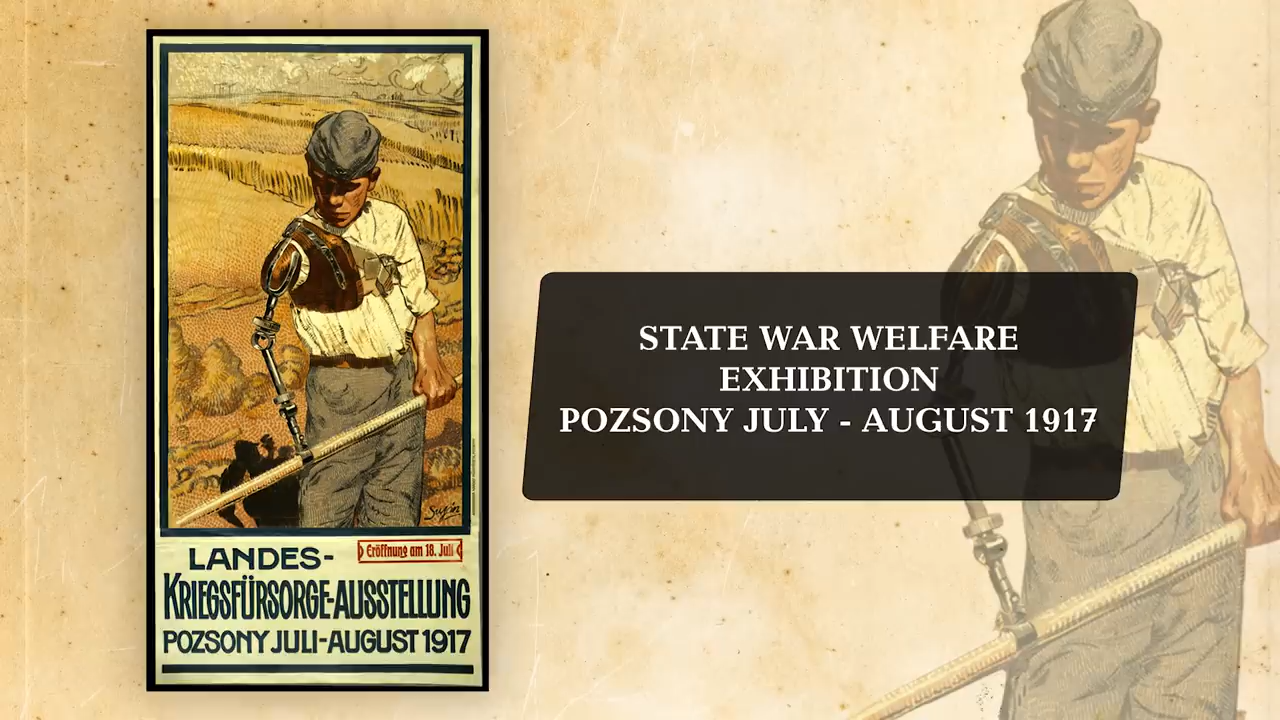 LANDES-
Eröffnung am 18. Juli
KRIEGSFÜRSORGE-AUSSTELLUNG
POZSONY JULI-AUGUST 1917
STATE WAR WELFARE
EXHIBITION
POZSONY JULY - AUGUST 1917